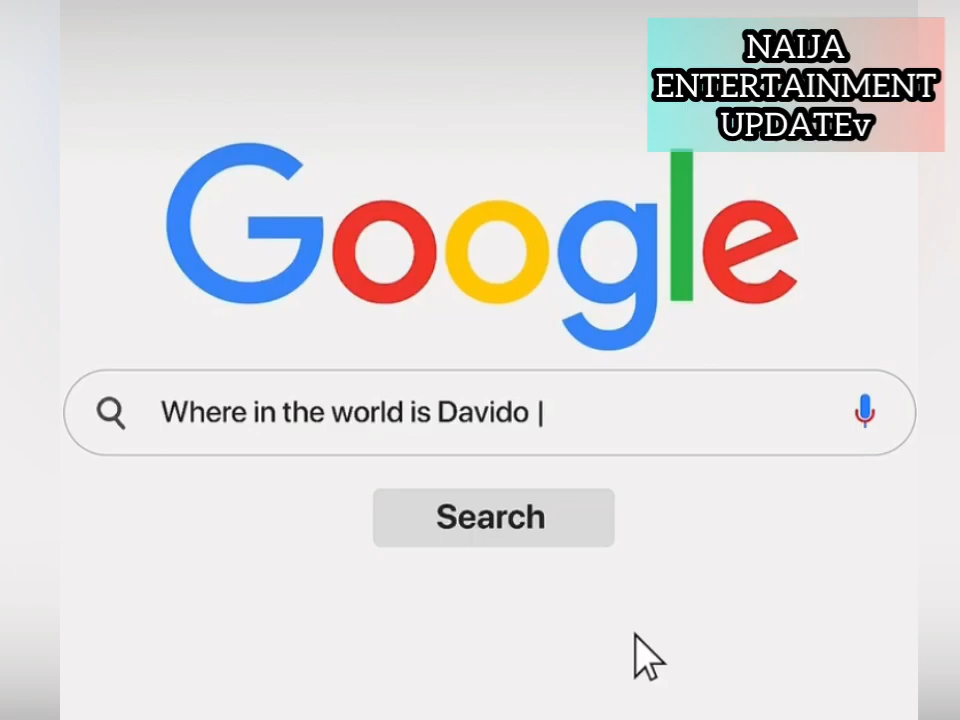 NAIJA
ENTERTAINMENT
UPDATEv
Google
Where in the world is Davido |
Search